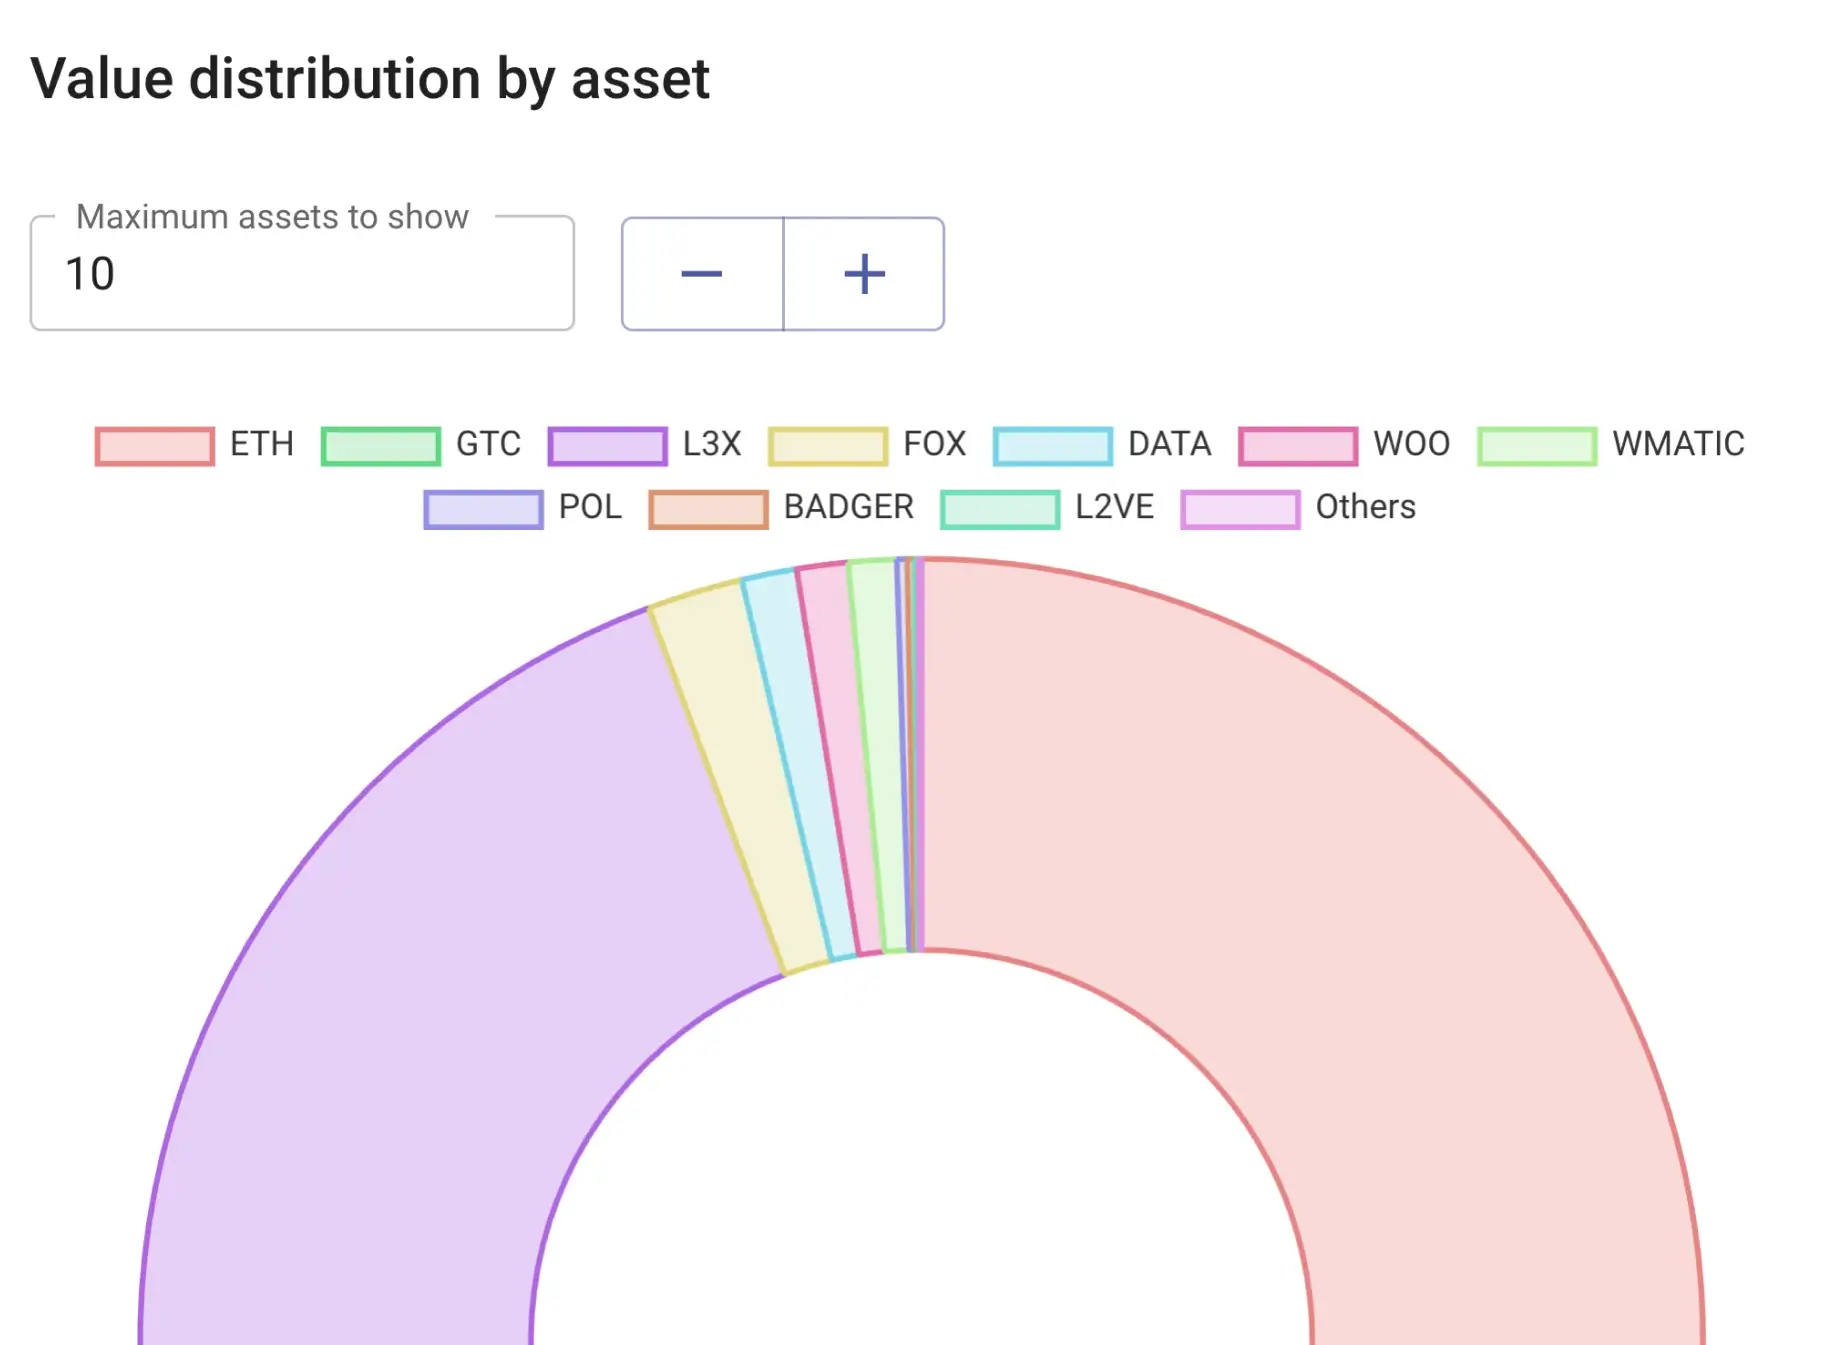 Value distribution by asset
Maximum assets to show
10
− +
ETH GTC L3X FOX DATA WOO WMATIC
POL BADGER L2VE Others